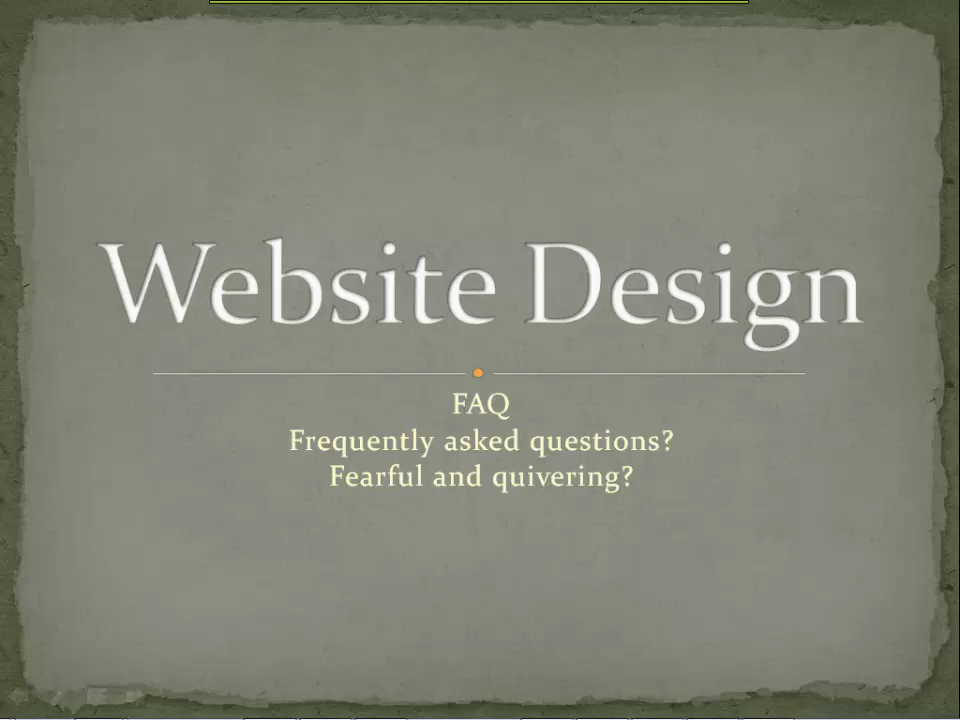 Website Design
FAQ
Frequently asked questions?
Fearful and quivering?